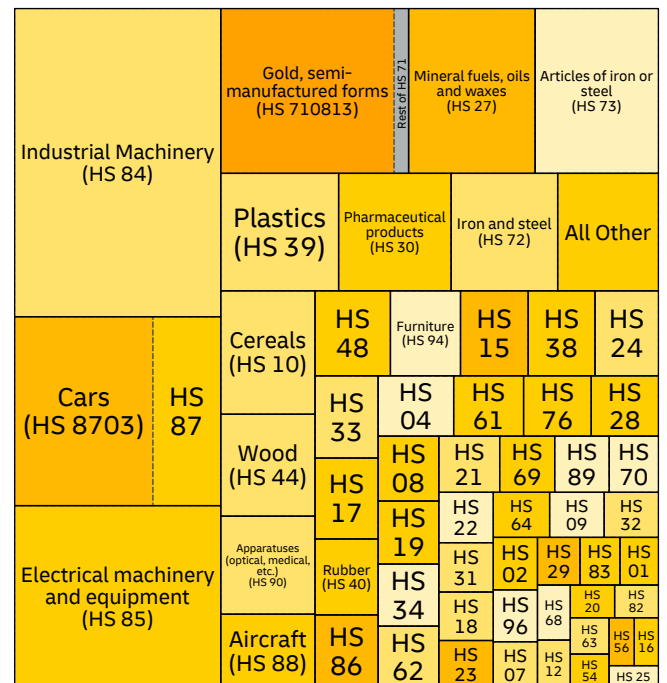 Industrial Machinery
(HS 84)
Gold, semi-
manufactured forms
(HS 710813)
Rest of HS 71
Mineral fuels, oils
and waxes
(HS 27)
Articles of iron or
steel
(HS 73)
Plastics
(HS 39)
Pharmaceutical
products
(HS 30)
Iron and steel
(HS 72)
All Other
Cars
(HS 8703)
HS
87
Electrical machinery
and equipment
(HS 85)
Cereals
(HS 10)
Wood
(HS 44)
Apparatuses
(optical, medical,
etc.)
(HS 90)
Aircraft
(HS 88)
HS
48
Furniture
(HS 94)
HS
15
HS
38
HS
24
HS
33
HS
04
HS
61
HS
76
HS
28
HS
17
HS
08
HS
21
HS
69
HS
89
HS
70
HS
19
HS
22
HS
64
HS
09
HS
32
Rubber
(HS 40)
HS
34
HS
31
HS
02
HS
29
HS
83
HS
01
HS
86
HS
62
HS
18
HS
96
HS
68
HS
20
HS
82
HS
23
HS
07
HS
12
HS
63
HS
56
HS
16
HS
54
HS 25